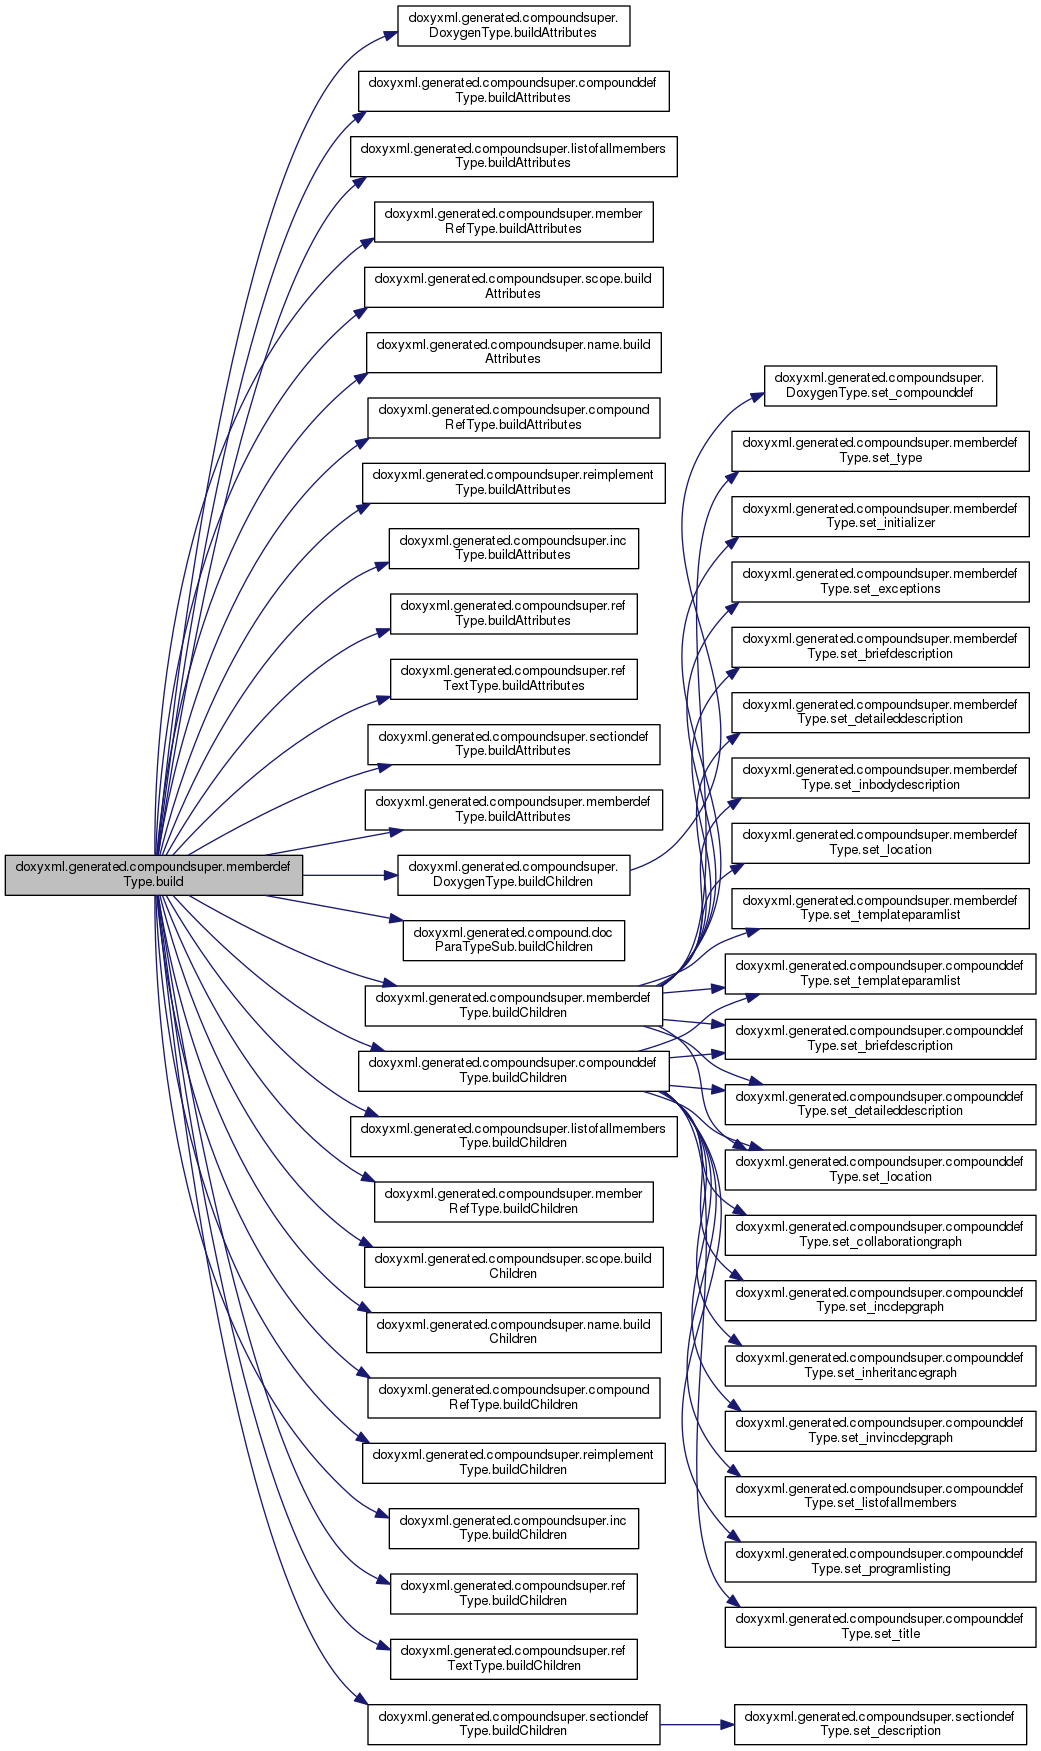 doxyxml.generated.compoundsuper.memberdef
Type.build
doxyxml.generated.compoundsuper.
DoxygenType.buildAttributes
doxyxml.generated.compoundsuper.compounddef
Type.buildAttributes
doxyxml.generated.compoundsuper.listofallmembers
Type.buildAttributes
doxyxml.generated.compoundsuper.member
RefType.buildAttributes
doxyxml.generated.compoundsuper.scope.build
Attributes
doxyxml.generated.compoundsuper.name.build
Attributes
doxyxml.generated.compoundsuper.compound
RefType.buildAttributes
doxyxml.generated.compoundsuper.reimplement
Type.buildAttributes
doxyxml.generated.compoundsuper.inc
Type.buildAttributes
doxyxml.generated.compoundsuper.ref
Type.buildAttributes
doxyxml.generated.compoundsuper.ref
TextType.buildAttributes
doxyxml.generated.compoundsuper.sectiondef
Type.buildAttributes
doxyxml.generated.compoundsuper.memberdef
Type.buildAttributes
doxyxml.generated.compoundsuper.
DoxygenType.buildChildren
doxyxml.generated.compound.doc
ParaTypeSub.buildChildren
doxyxml.generated.compoundsuper.memberdef
Type.buildChildren
doxyxml.generated.compoundsuper.compounddef
Type.buildChildren
doxyxml.generated.compoundsuper.listofallmembers
Type.buildChildren
doxyxml.generated.compoundsuper.member
RefType.buildChildren
doxyxml.generated.compoundsuper.scope.build
Children
doxyxml.generated.compoundsuper.name.build
Children
doxyxml.generated.compoundsuper.compound
RefType.buildChildren
doxyxml.generated.compoundsuper.reimplement
Type.buildChildren
doxyxml.generated.compoundsuper.inc
Type.buildChildren
doxyxml.generated.compoundsuper.ref
Type.buildChildren
doxyxml.generated.compoundsuper.ref
TextType.buildChildren
doxyxml.generated.compoundsuper.sectiondef
Type.buildChildren
doxyxml.generated.compoundsuper.
DoxygenType.set_compounddef
doxyxml.generated.compoundsuper.memberdef
Type.set_type
doxyxml.generated.compoundsuper.memberdef
Type.set_initializer
doxyxml.generated.compoundsuper.memberdef
Type.set_exceptions
doxyxml.generated.compoundsuper.memberdef
Type.set_briefdescription
doxyxml.generated.compoundsuper.memberdef
Type.set_detaileddescription
doxyxml.generated.compoundsuper.memberdef
Type.set_inbodydescription
doxyxml.generated.compoundsuper.memberdef
Type.set_location
doxyxml.generated.compoundsuper.memberdef
Type.set_templateparamlist
doxyxml.generated.compoundsuper.compounddef
Type.set_templateparamlist
doxyxml.generated.compoundsuper.compounddef
Type.set_briefdescription
doxyxml.generated.compoundsuper.compounddef
Type.set_detaileddescription
doxyxml.generated.compoundsuper.compounddef
Type.set_location
doxyxml.generated.compoundsuper.compounddef
Type.set_collaborationgraph
doxyxml.generated.compoundsuper.compounddef
Type.set_incdepgraph
doxyxml.generated.compoundsuper.compounddef
Type.set_inheritancegraph
doxyxml.generated.compoundsuper.compounddef
Type.set_invincdepgraph
doxyxml.generated.compoundsuper.compounddef
Type.set_listofallmembers
doxyxml.generated.compoundsuper.compounddef
Type.set_programlisting
doxyxml.generated.compoundsuper.compounddef
Type.set_title
doxyxml.generated.compoundsuper.sectiondef
Type.set_description